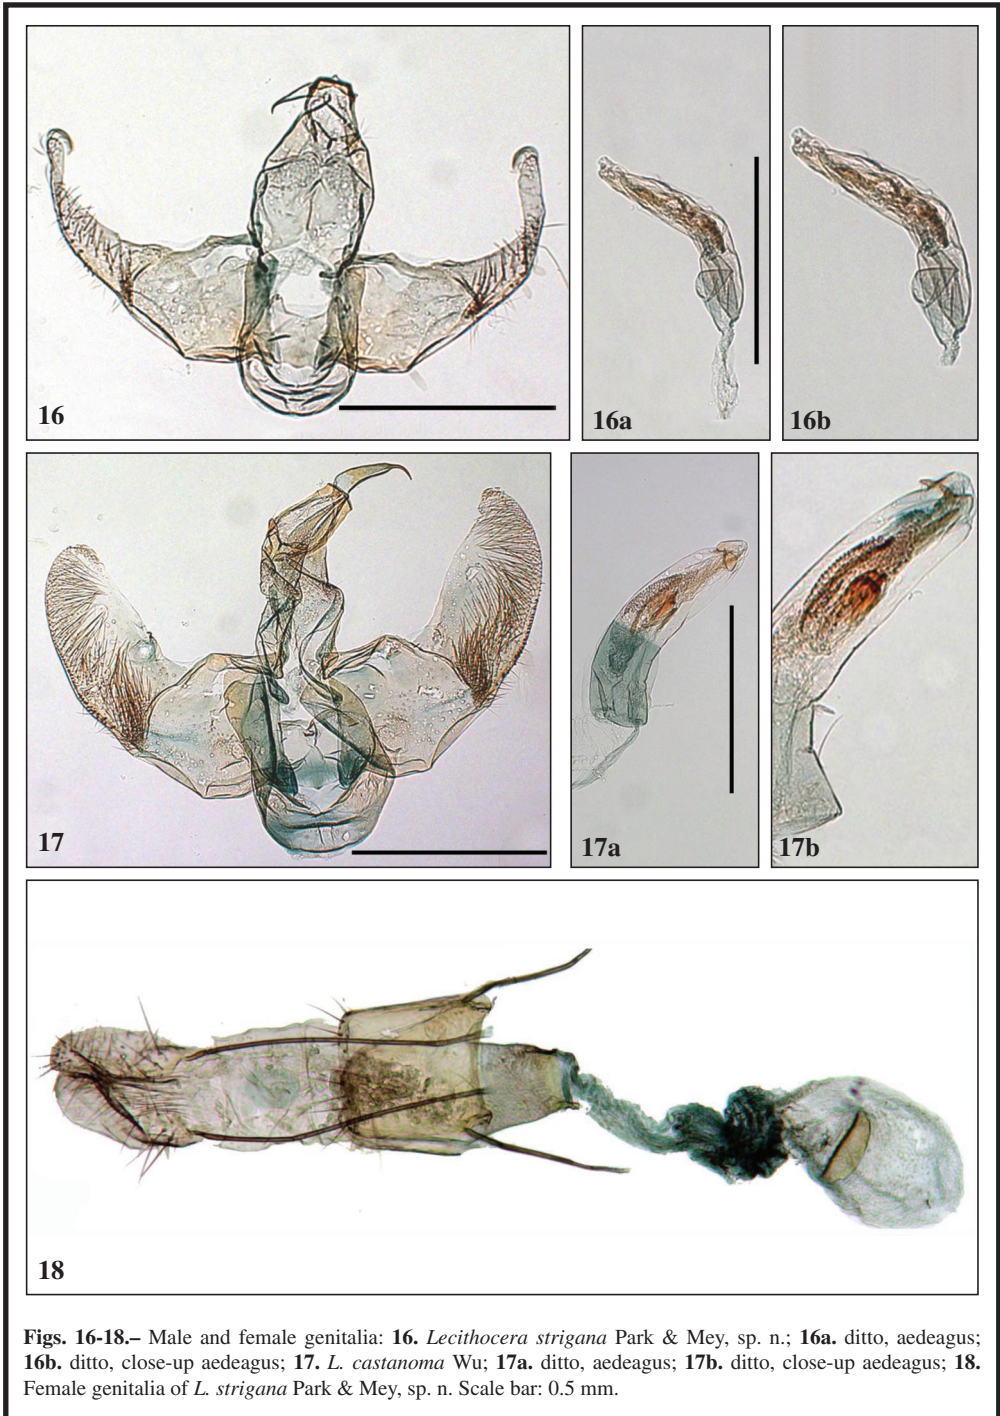 16
16a
16b
17
17a
17b
18
Figs. 16-18.– Male and female genitalia: 16. Lecithocera strigana Park & Mey, sp. n.; 16a. ditto, aedeagus;
16b. ditto, close-up aedeagus; 17. L. castanoma Wu; 17a. ditto, aedeagus; 17b. ditto, close-up aedeagus; 18.
Female genitalia of L. strigana Park & Mey, sp. n. Scale bar: 0.5 mm.